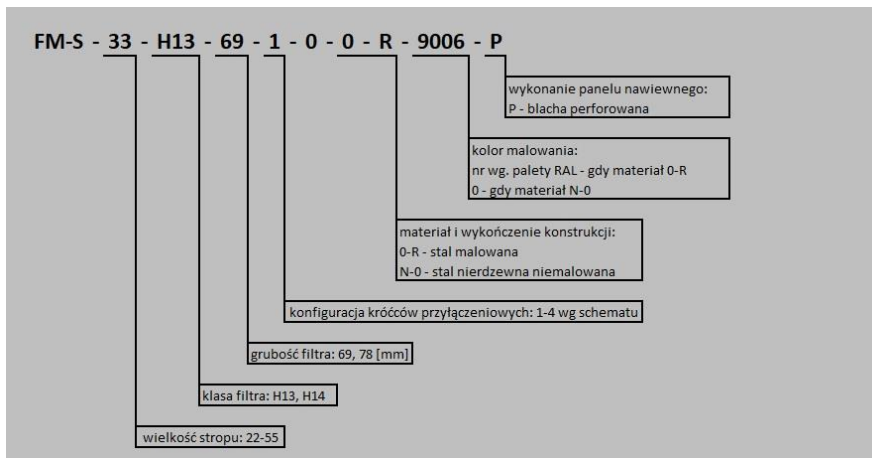 FM-S - 33 - H13 - 69 - 1 - 0 - 0 - R - 9006 - P
wykonanie panelu nawiewnego:
P - blacha perforowana
kolor malowania:
nr wg. palety RAL - gdy materiał 0-R
0 - gdy materiał N-0
materiał i wykończenie konstrukcji:
0-R - stal malowana
N-0 - stal nierdzewna niemalowana
konfiguracja króćców przyłączeniowych: 1-4 wg schematu
grubość filtra: 69, 78 [mm]
klasa filtra: H13, H14
wielkość stropu: 22-55